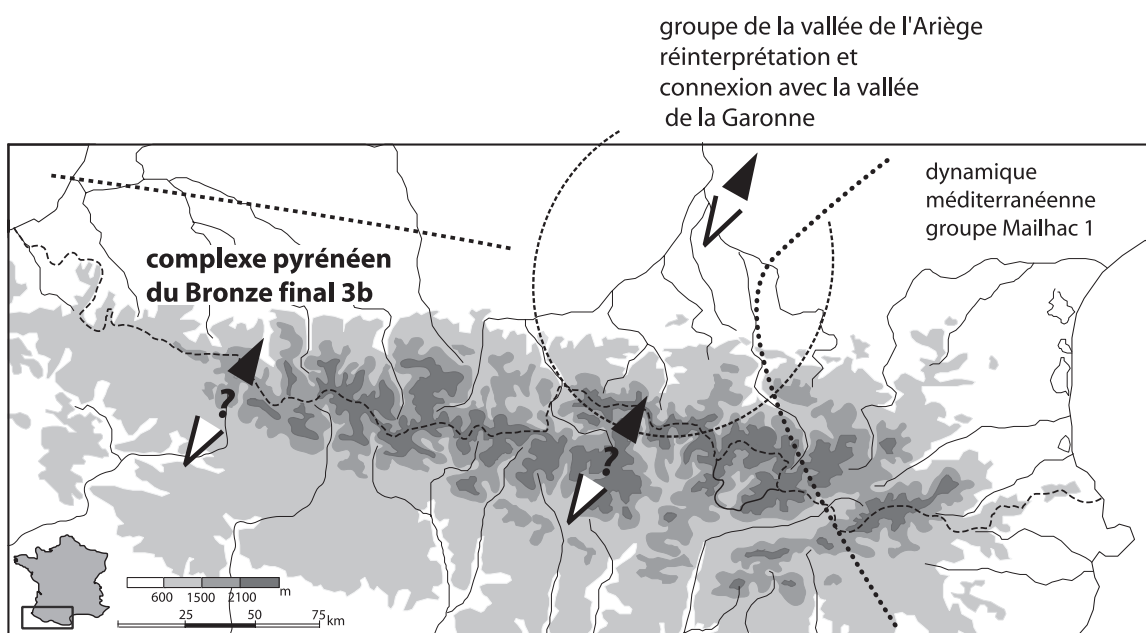 groupe de la vallée de l'Ariège
réinterprétation et
connexion avec la vallée
de la Garonne
dynamique
méditerranéenne
groupe Mailhac 1
complexe pyrénéen
du Bronze final 3b
?
?
600 1500 2100 m
25 50 75 km